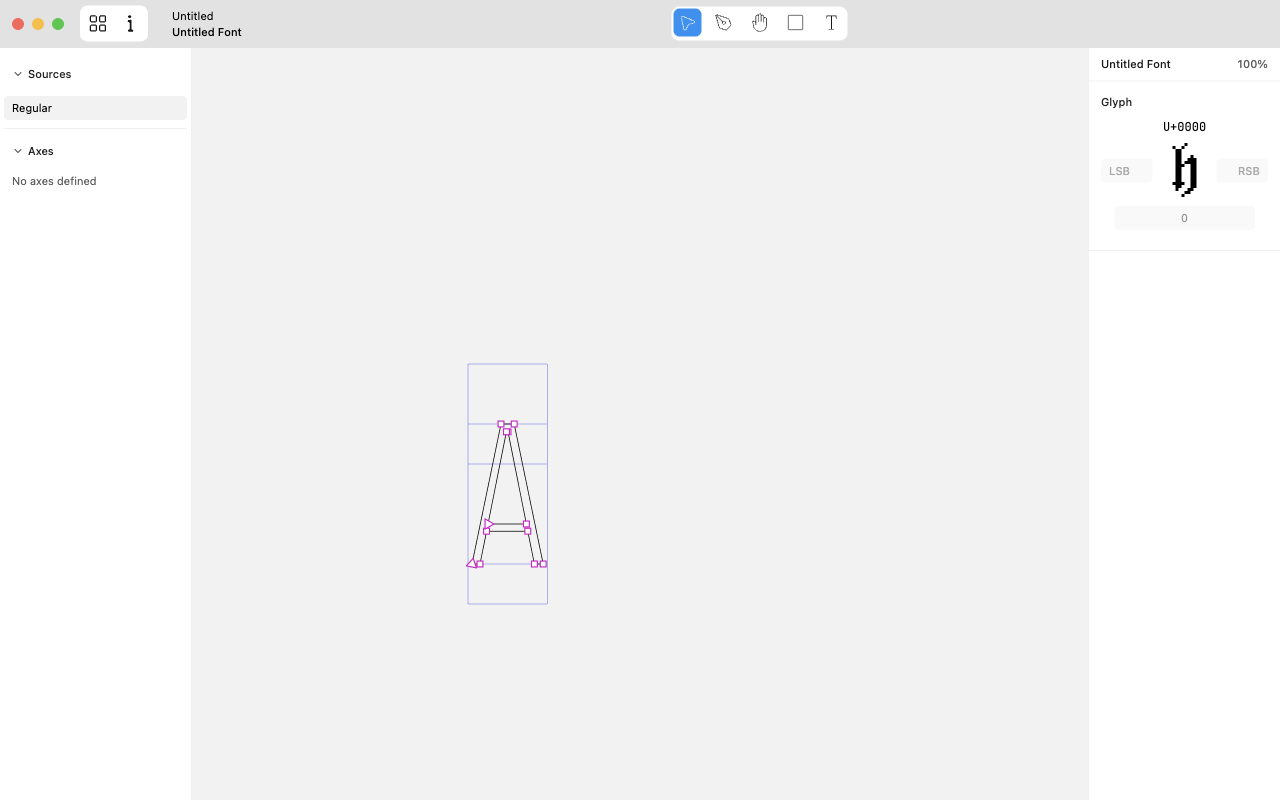 Untitled
Untitled Font
T
Sources
Regular
Axes
No axes defined
A
Untitled Font 100%
Glyph
U+0000
LSB ꧁ RSB
0